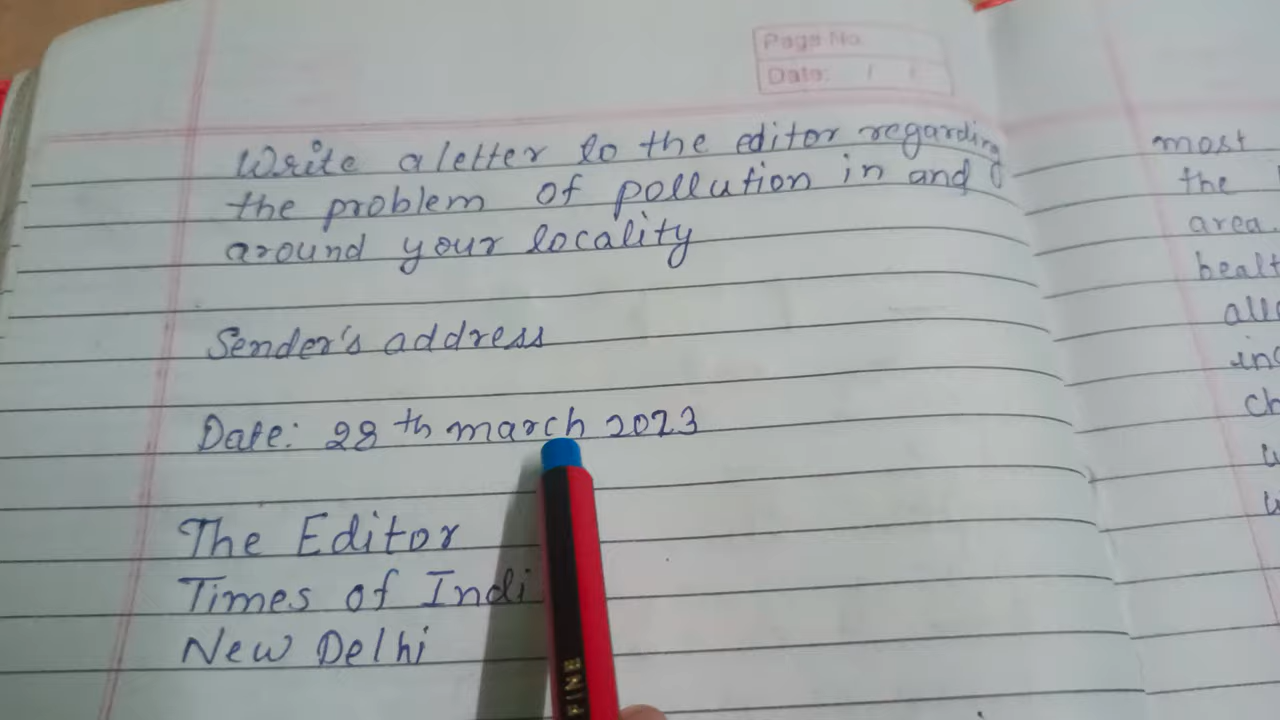 Page No.
Date: / /
Write a letter to the editor regarding
the problem of pollution in and
around your locality
Sender's address
Date: 28 th march 2023
The Editor
Times of Indi
New Delhi
most
the
area.
FINE